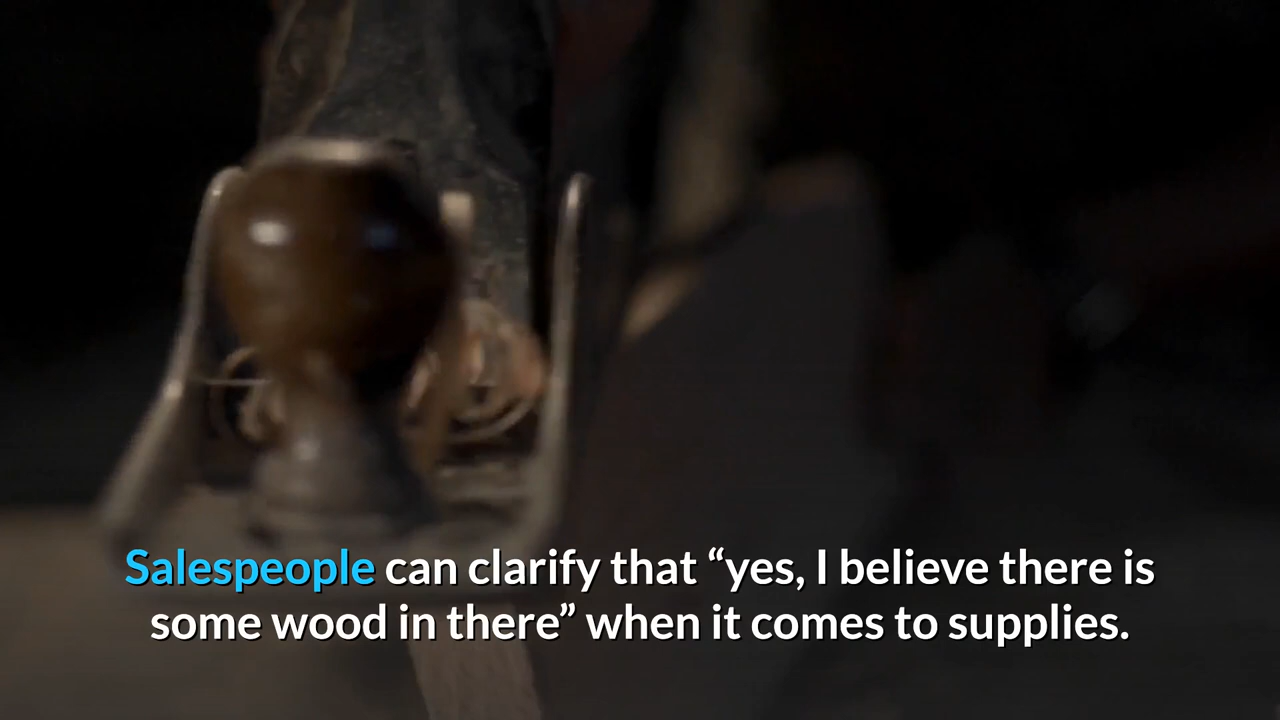 Salespeople can clarify that “yes, I believe there is
some wood in there” when it comes to supplies.